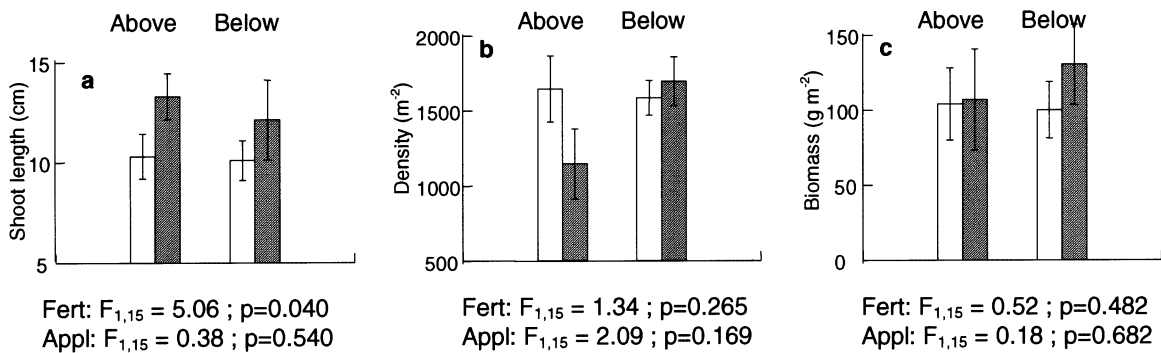 Above Below
a
Shoot length (cm)
15
10
5
Fert: F1,15 = 5.06 ; p=0.040
Appl: F1,15 = 0.38 ; p=0.540
Above Below
b
Density (m-2)
2000
1500
1000
500
Fert: F1,15 = 1.34 ; p=0.265
Appl: F1,15 = 2.09 ; p=0.169
Above Below
c
Biomass (g m-2)
150
100
50
0
Fert: F1,15 = 0.52 ; p=0.482
Appl: F1,15 = 0.18 ; p=0.682